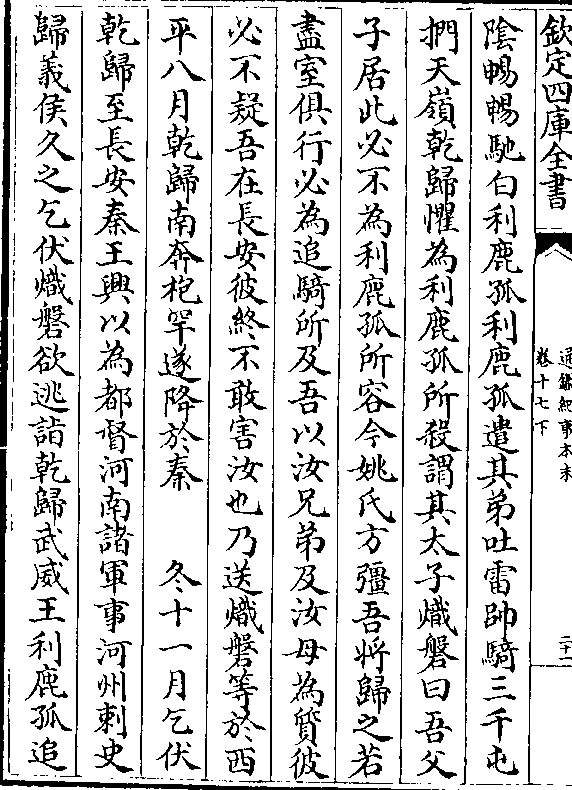 欽定四庫全書
通鑑紀事本末
卷十七下
二十一
陰暢暢馳白利鹿孤利鹿孤遣其弟吐雷帥騎三千屯
捫天嶺乾歸懼為利鹿孤所殺謂其太子熾磐曰吾父
子居此必不為利鹿孤所容今姚氏方彊吾將歸之若
盡室俱行必為追騎所及吾以汝兄弟及汝母為質彼
必不疑吾在長安彼終不敢害汝也乃送熾磐等於西
平八月乾歸南奔枹罕遂降於秦 冬十一月乞伏
乾歸至長安秦王興以為都督河南諸軍事河州刺史
歸義侯久之乞伏熾磐欲逃詣乾歸武威王利鹿孤追